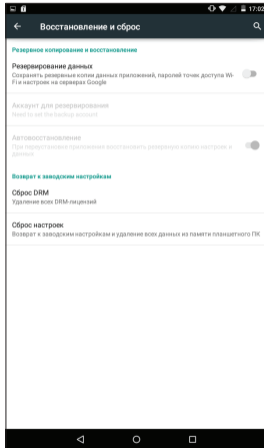 17:02
Восстановление и сброс
Резервное копирование и восстановление
Резервирование данных
Сохранять резервные копии данных приложений, паролей точек доступа Wi-
Fi и настроек на серверах Google
Аккаунт для резервирования
Need to set the backup account
Автовосстановление
При переустановке приложения восстановить резервную копию настроек и
данных
Возврат к заводским настройкам
Сброс DRM
Удаление всех DRM-лицензий
Сброс настроек
Возврат к заводским настройкам и удаление всех данных из памяти планшетного ПК